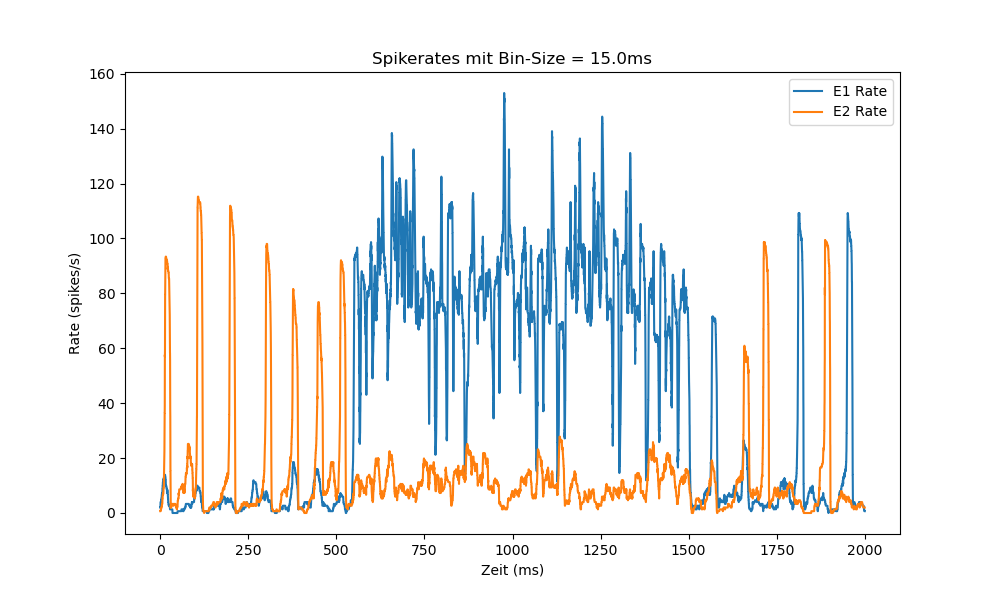 Spikerates mit Bin-Size = 15.0ms
E1 Rate
E2 Rate
Rate (spikes/s)
160
140
120
100
80
60
40
20
0
0 250 500 750 1000 1250 1500 1750 2000
Zeit (ms)